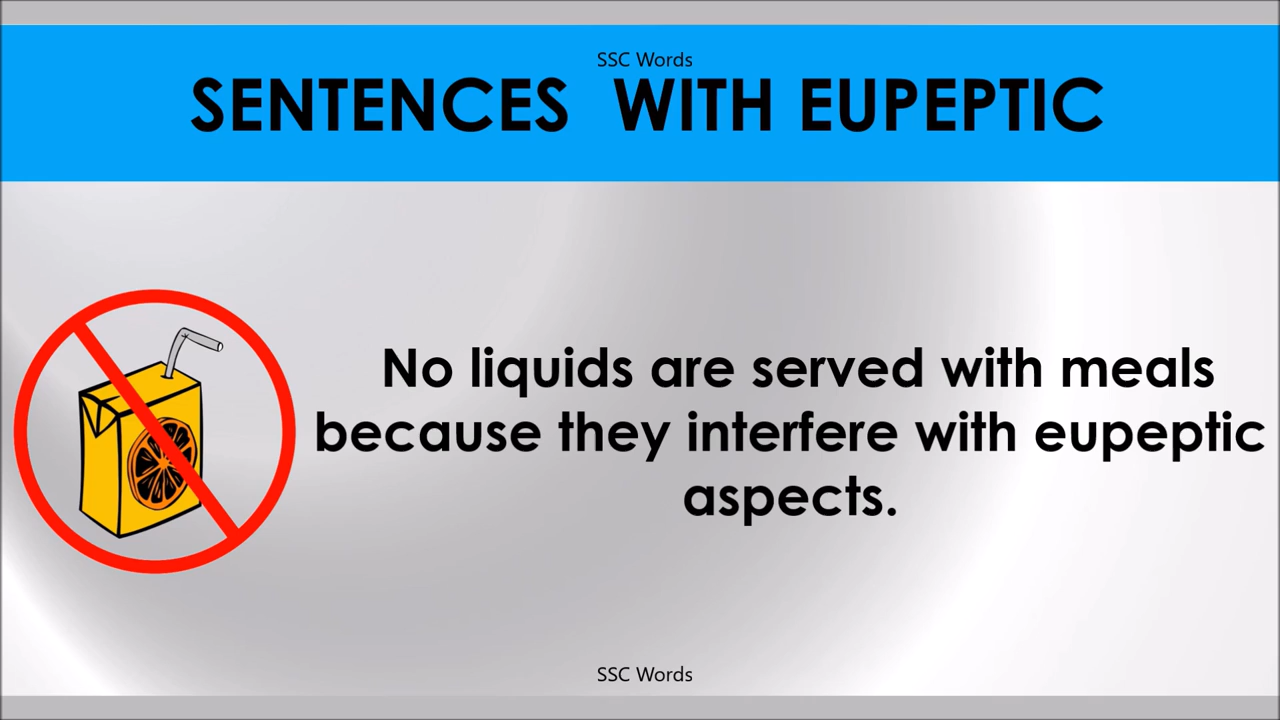 SSC Words
SENTENCES  WITH EUPEPTIC
No liquids are served with meals
because they interfere with eupeptic
aspects.
SSC Words